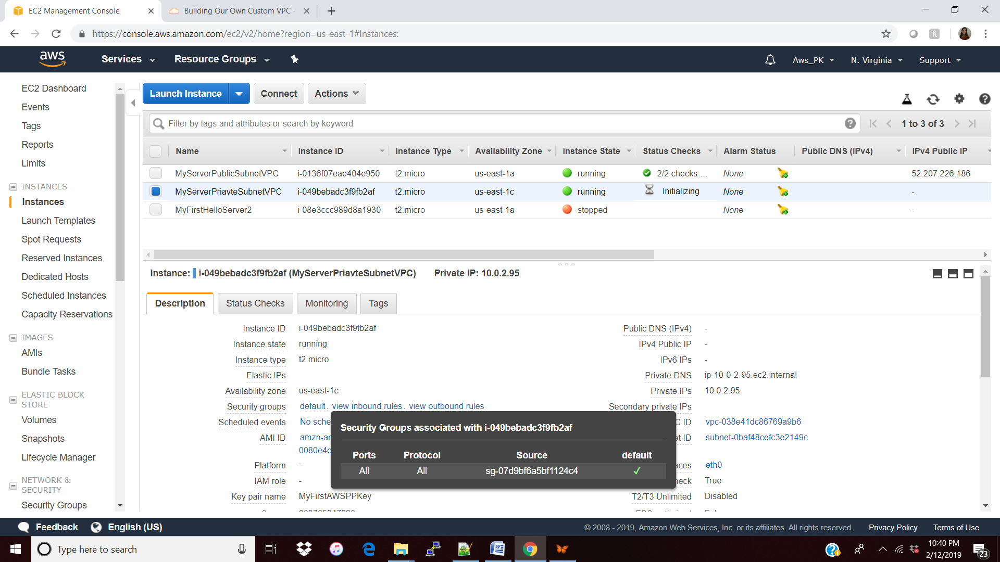 EC2 Management Console
Building Our Own Custom VPC -
https://console.aws.amazon.com/ec2/v2/home?region=us-east-1#Instances:
aws
Services
Resource Groups
Aws_PK
N. Virginia
Support
EC2 Dashboard
Events
Tags
Reports
Limits
INSTANCES
Instances
Launch Templates
Spot Requests
Reserved Instances
Dedicated Hosts
Scheduled Instances
Capacity Reservations
IMAGES
AMIs
Bundle Tasks
ELASTIC BLOCK
STORE
Volumes
Snapshots
Lifecycle Manager
NETWORK &
SECURITY
Security Groups
Launch Instance
Connect
Actions
Filter by tags and attributes or search by keyword
1 to 3 of 3
Name Instance ID Instance Type Availability Zone Instance State Status Checks Alarm Status Public DNS (IPv4) IPv4 Public IP
MyServerPublicSubnetVPC i-0136f07eae404e950 t2.micro us-east-1a running 2/2 checks ... None 52.207.226.186
MyServerPriavteSubnetVPC i-049bebadc3f9fb2af t2.micro us-east-1c running Initializing None -
MyFirstHelloServer2 i-08e3ccc989d8a1930 t2.micro us-east-1a stopped None -
Instance: i-049bebadc3f9fb2af (MyServerPriavteSubnetVPC) Private IP: 10.0.2.95
Description Status Checks Monitoring Tags
Instance ID i-049bebadc3f9fb2af
Instance state running
Instance type t2.micro
Elastic IPs
Availability zone us-east-1c
Security groups default. view inbound rules. view outbound rules
Scheduled events No sche
AMI ID amzn-ar
0080e4c
Platform -
IAM role -
Key pair name MyFirstAWSPPKey
Public DNS (IPv4) -
IPv4 Public IP -
IPv6 IPs -
Private DNS ip-10-0-2-95.ec2.internal
Private IPs 10.0.2.95
Secondary private IPs
C ID vpc-038e41dc86769a9b6
et ID subnet-0baf48cefc3e2149c
aces eth0
heck True
T2/T3 Unlimited Disabled
Security Groups associated with i-049bebadc3f9fb2af
Ports Protocol Source default
All All sg-07d9bf6a5bf1124c4 ✓
Feedback
English (US)
© 2008 - 2019, Amazon Web Services, Inc. or its affiliates. All rights reserved.
Privacy Policy
Terms of Use
Type here to search
10:40 PM
2/12/2019
23